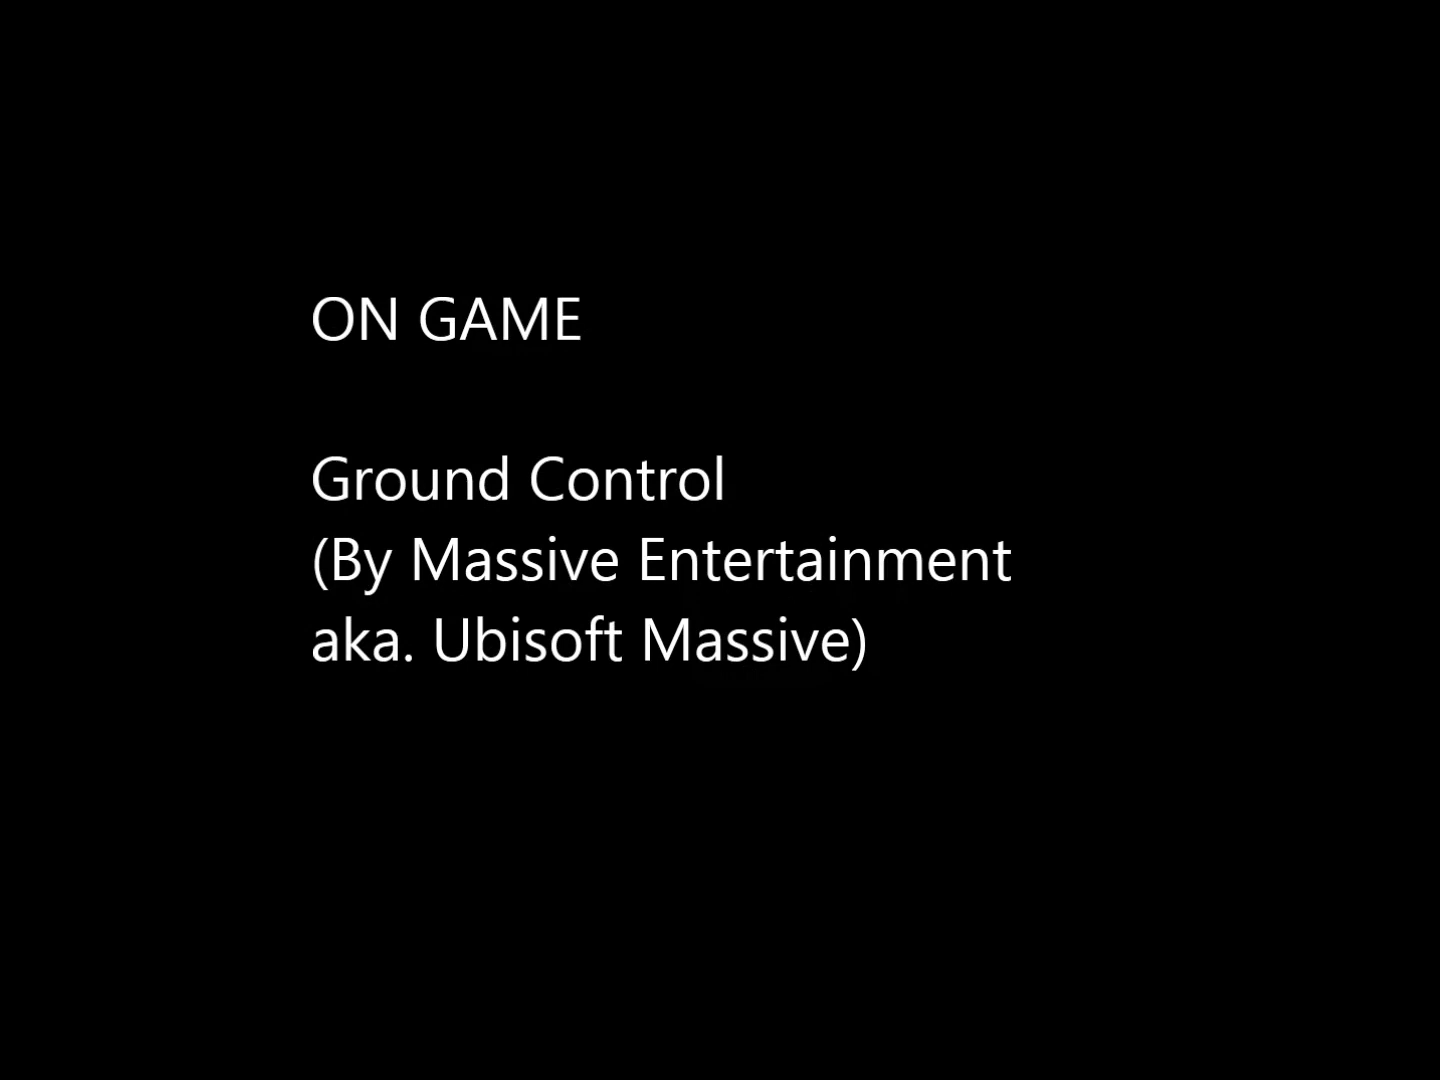 ON GAME
Ground Control
(By Massive Entertainment
aka. Ubisoft Massive)